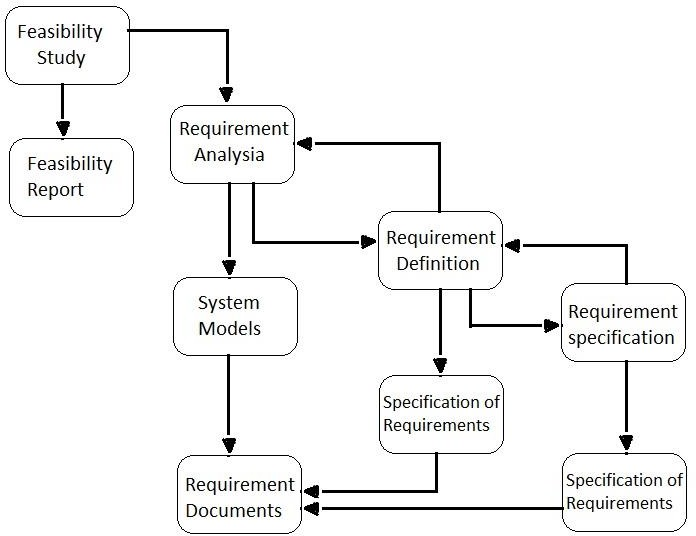 Feasibility
Study
Requirement
Analysia
Feasibility
Report
Requirement
Definition
System
Models
Requirement
specification
Specification of
Requirements
Requirement
Documents
Specification of
Requirements